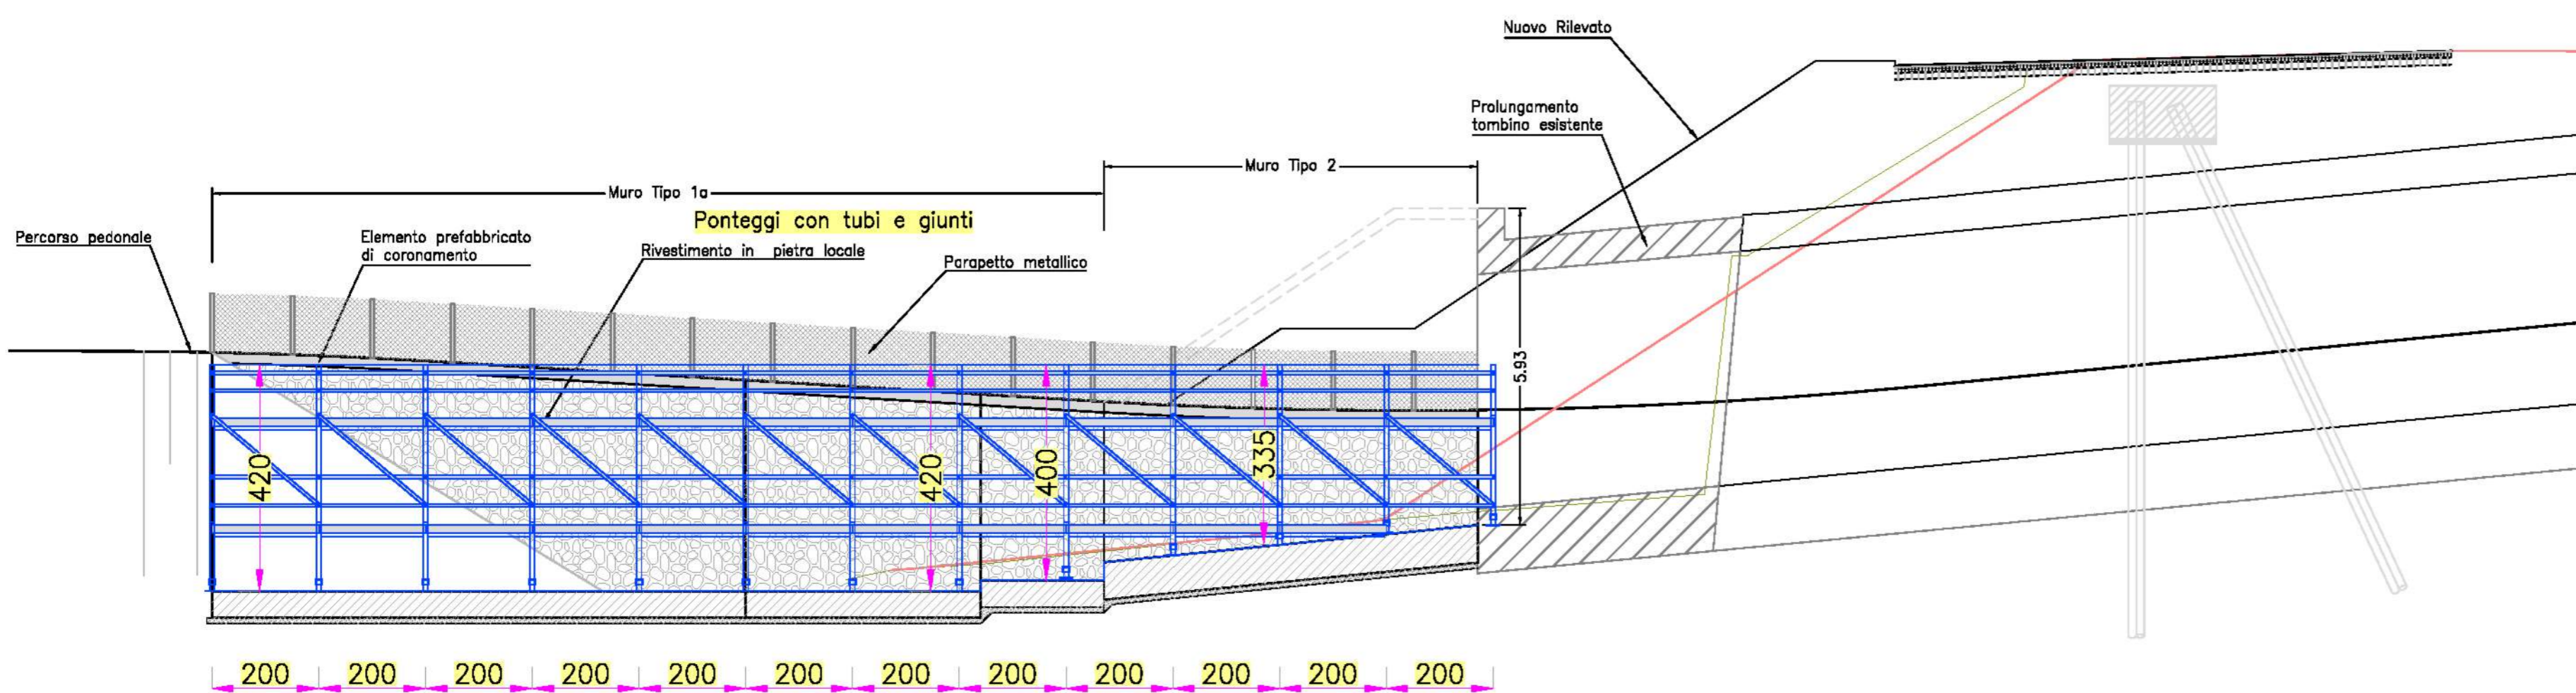 Nuovo Rilevato
Prolungamento
tombino esistente
Muro Tipo 2
Muro Tipo 1a
Ponteggi con tubi e giunti
Percorso pedonale
Elemento prefabbricato
di coronamento
Rivestimento in pietra locale
Parapetto metallico
5.93
420
420
400
335
200 200 200 200 200 200 200 200 200 200 200 200